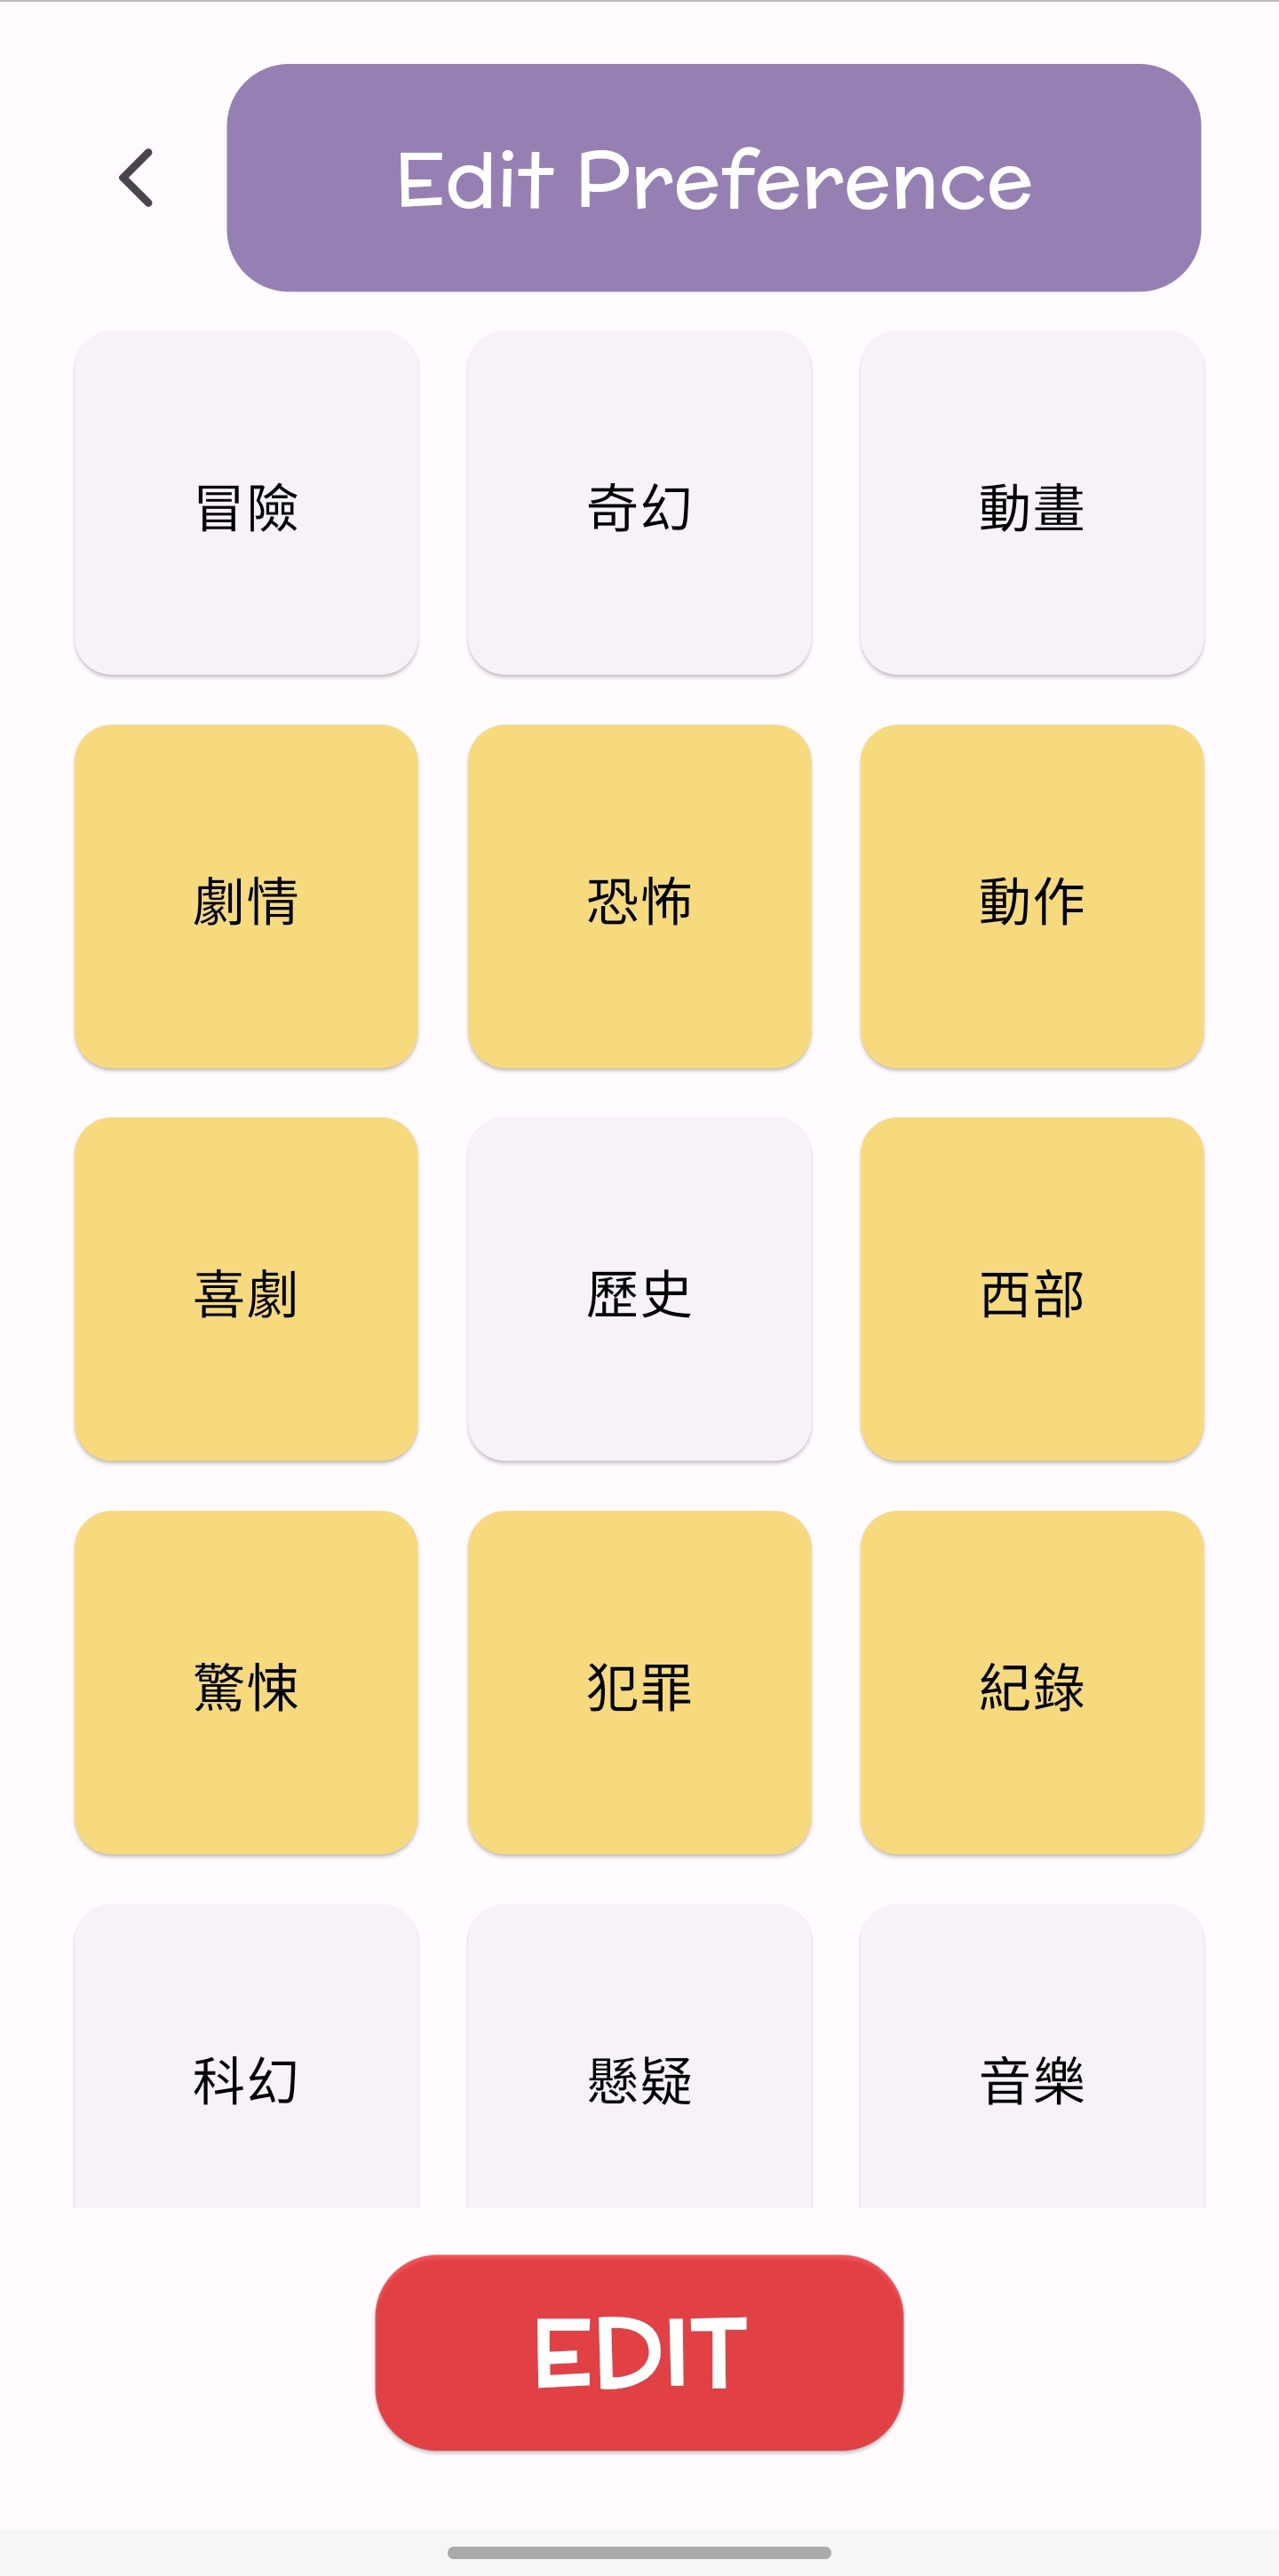 Edit Preference
冒險 奇幻 動畫
劇情 恐怖 動作
喜劇 歷史 西部
驚悚 犯罪 紀錄
科幻 懸疑 音樂
EDIT